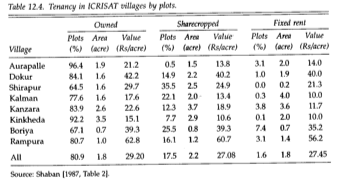 Table 12.4. Tenancy in ICRISAT villages by plots.
Owned Sharecropped Fixed rent
Plots Area Value Plots Area Value Plots Area Value
Village (%) (acre) (Rs/acre) (%) (acre) (Rs/acre) (%) (acre) (Rs/acre)
Aurapalle 96.4 1.9 21.2 0.5 1.5 13.8 3.1 2.0 14.0
Dokur 84.1 1.6 42.2 14.9 2.2 40.2 1.0 1.9 40.0
Shirapur 64.5 1.6 29.7 35.5 2.5 24.9 0.0 0.2 21.3
Kalman 77.6 1.6 17.6 22.1 2.0 13.4 0.3 4.0 10.0
Kanzara 83.9 2.6 22.6 12.3 3.7 18.9 3.8 3.6 11.7
Kinkheda 92.2 3.5 15.1 7.7 2.9 10.6 0.1 2.0 10.0
Boriya 67.1 0.7 39.3 25.5 0.8 39.3 7.4 0.7 35.2
Rampura 80.7 1.0 62.8 16.1 1.2 60.7 3.1 1.4 56.2
All 80.9 1.8 29.20 17.5 2.2 27.08 1.6 1.8 27.45
Source: Shaban [1987, Table 2].